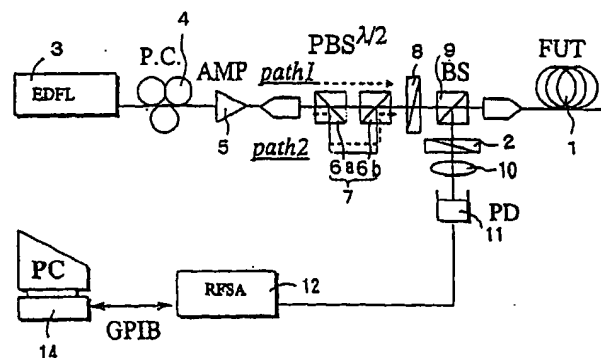 3
EDFL
P.C.
4
AMP
5
path1
path2
PBS
λ/2
6a
6b
7
8
9
BS
FUT
1
2
10
PD
11
PC
14
GPIB
RFSA
12